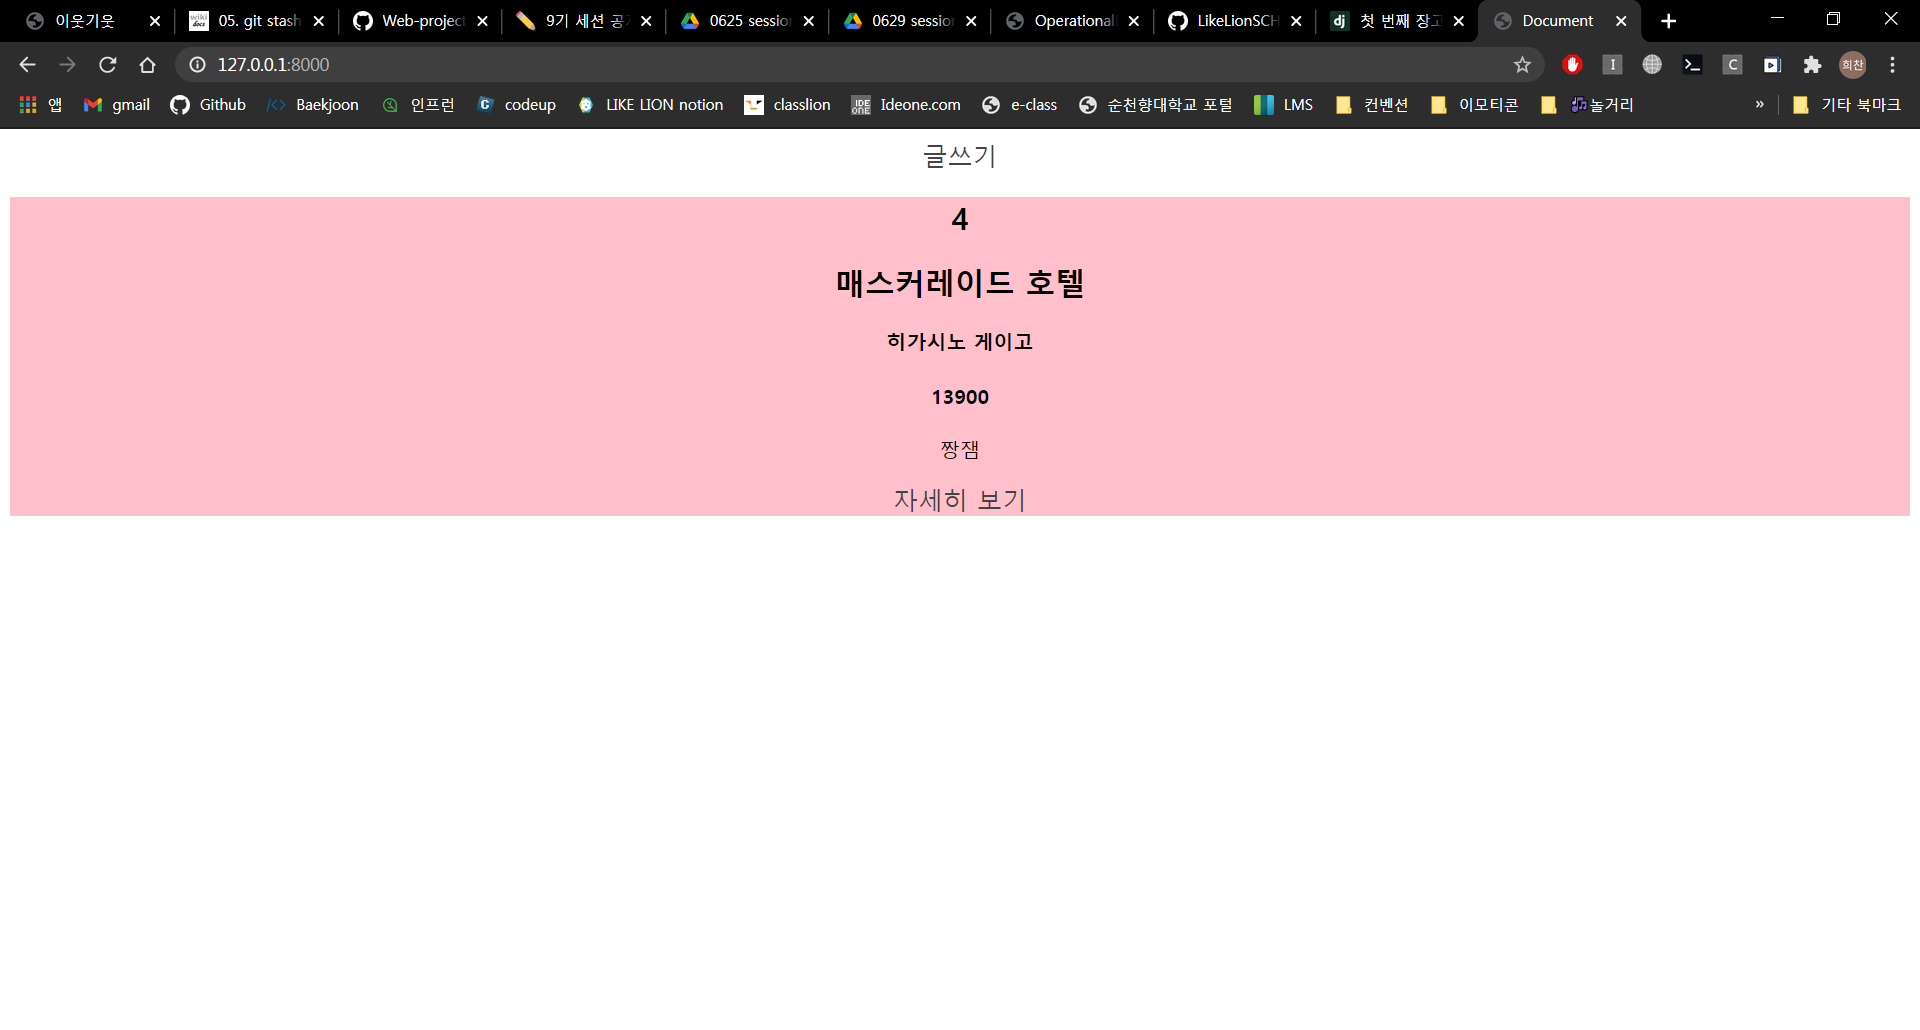 이웃기웃 05. git stash Web-project 9기 세션 공 0625 session 0629 session Operational LikeLionSCH 첫 번째 장고 Document
127.0.0.1:8000 I C 희찬
앱 gmail Github Baekjoon 인프런 codeup LIKE LION notion classlion Ideone.com e-class 순천향대학교 포털 LMS 컨벤션 이모티콘 놀거리 » 기타 북마크
글쓰기
4
매스커레이드 호텔
히가시노 게이고
13900
짱잼
자세히 보기